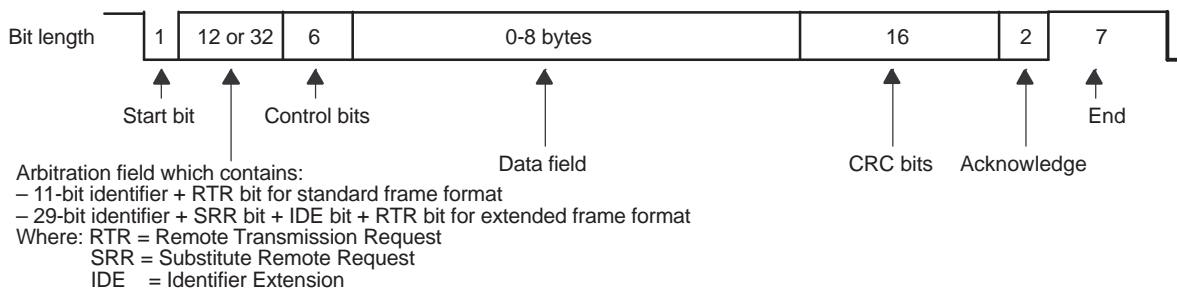 Bit length 1 12 or 32 6 0-8 bytes 16 2 7
Start bit Control bits End
Data field CRC bits Acknowledge
Arbitration field which contains:
– 11-bit identifier + RTR bit for standard frame format
– 29-bit identifier + SRR bit + IDE bit + RTR bit for extended frame format
Where: RTR = Remote Transmission Request
SRR = Substitute Remote Request
IDE = Identifier Extension